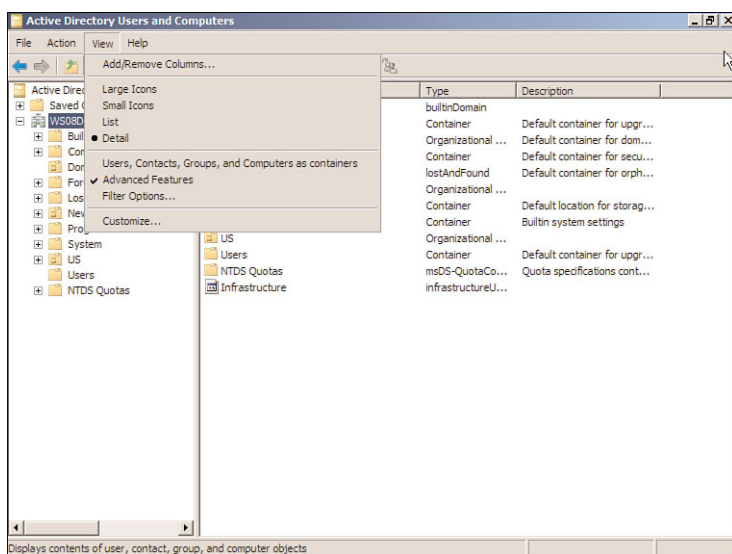 Active Directory Users and Computers
File Action View Help
Add/Remove Columns...
Large Icons
Small Icons
List
Detail
Users, Contacts, Groups, and Computers as containers
Advanced Features
Filter Options...
Customize...
Active Direc
Saved
WS08D
Buil
Cor
Dor
For
Los
New
Pro
System
US
Users
NTDS Quotas
Type Description
builtinDomain
Container Default container for upgr...
Organizational ... Default container for dom...
Container Default container for secu...
lostAndFound Default container for orph...
Organizational ...
Container Default location for storag...
Container Builtin system settings
US Organizational ...
Users Container Default container for upgr...
NTDS Quotas msDS-QuotaCo... Quota specifications cont...
Infrastructure infrastructureU...
Displays contents of user, contact, group, and computer objects